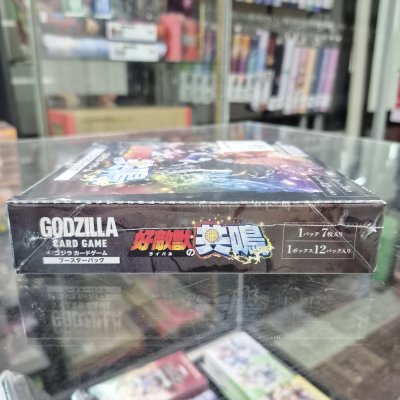 GODZILLA
CARD GAME
ゴジラ カードゲーム
ブースターパック
好敵獣の共鳴
ライバル
1パック 7枚入り
1ボックス12パック入り